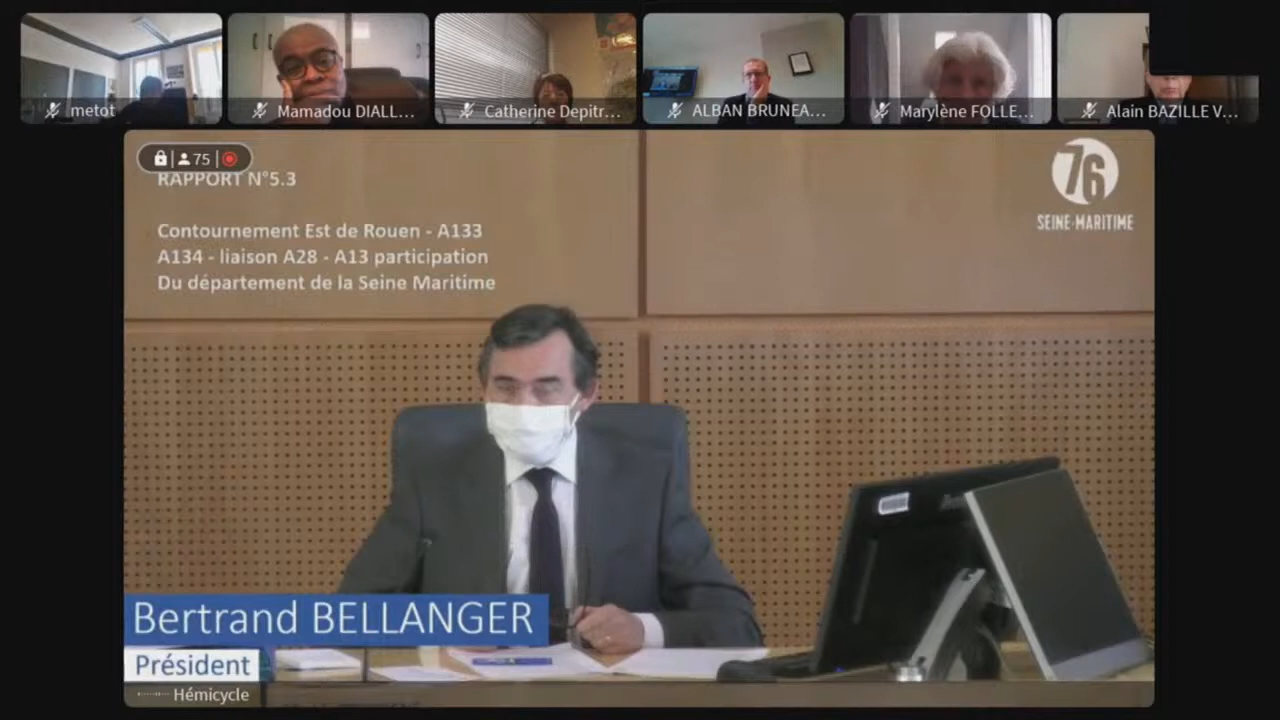 metot
Mamadou DIALL...
Catherine Depitr...
ALBAN BRUNEA...
Marylène FOLLE...
Alain BAZILLE V...
75
RAPPORT N°5.3
Contournement Est de Rouen - A133
A134 - liaison A28 - A13 participation
Du département de la Seine Maritime
76
SEINE·MARITIME
Bertrand BELLANGER
Président
Hémicycle